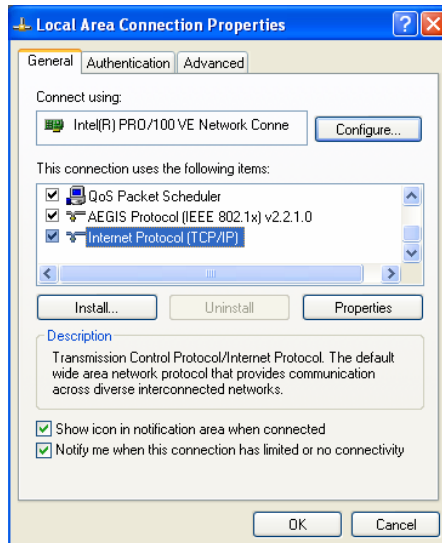 Local Area Connection Properties
General Authentication Advanced
Connect using:
Intel(R) PRO/100 VE Network Conne
Configure...
This connection uses the following items:
QoS Packet Scheduler
AEGIS Protocol (IEEE 802.1x) v2.2.1.0
Internet Protocol (TCP/IP)
Install... Uninstall Properties
Description
Transmission Control Protocol/Internet Protocol. The default
wide area network protocol that provides communication
across diverse interconnected networks.
Show icon in notification area when connected
Notify me when this connection has limited or no connectivity
OK Cancel